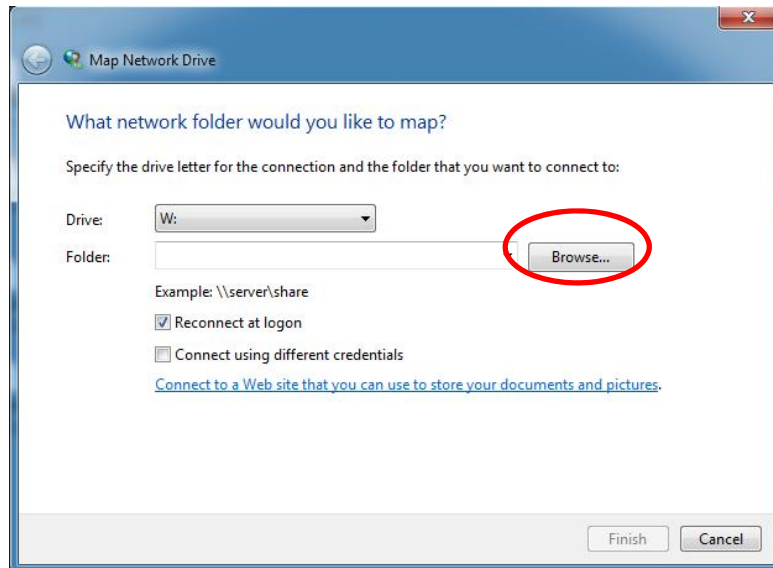 Map Network Drive
What network folder would you like to map?
Specify the drive letter for the connection and the folder that you want to connect to:
Drive: W:
Folder: Browse...
Example: \\server\share
Reconnect at logon
Connect using different credentials
Connect to a Web site that you can use to store your documents and pictures.
Finish Cancel